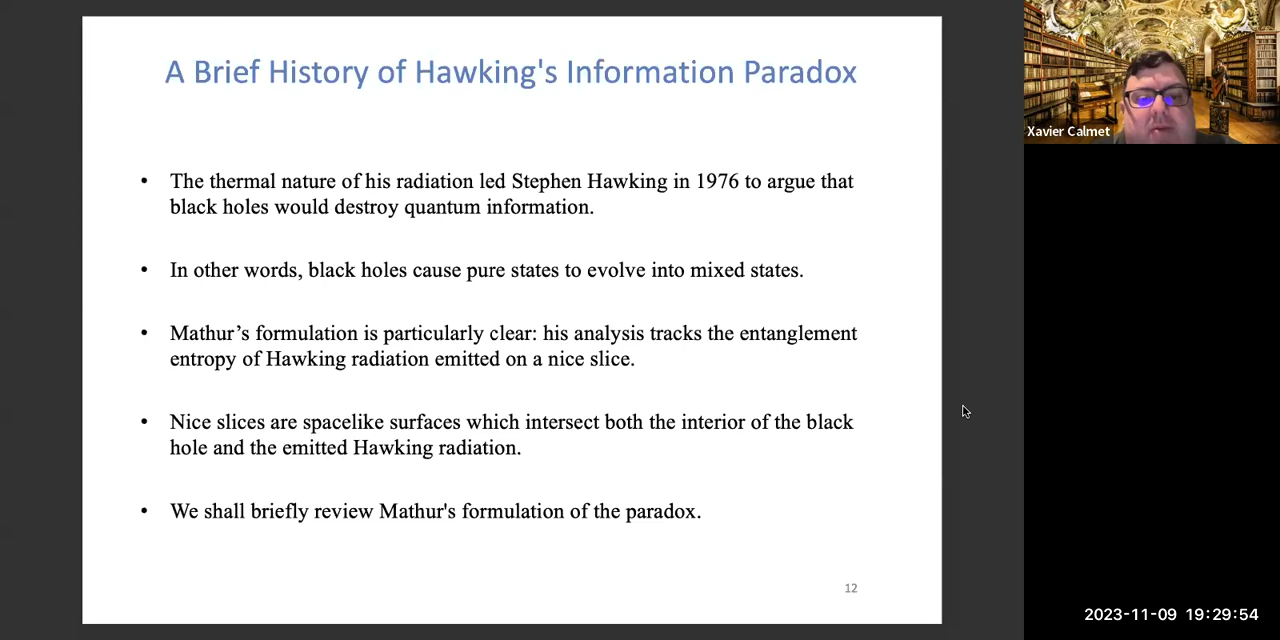 A Brief History of Hawking's Information Paradox
• The thermal nature of his radiation led Stephen Hawking in 1976 to argue that
black holes would destroy quantum information.
• In other words, black holes cause pure states to evolve into mixed states.
• Mathur’s formulation is particularly clear: his analysis tracks the entanglement
entropy of Hawking radiation emitted on a nice slice.
• Nice slices are spacelike surfaces which intersect both the interior of the black
hole and the emitted Hawking radiation.
• We shall briefly review Mathur's formulation of the paradox.
12
Xavier Calmet
2023-11-09 19:29:54